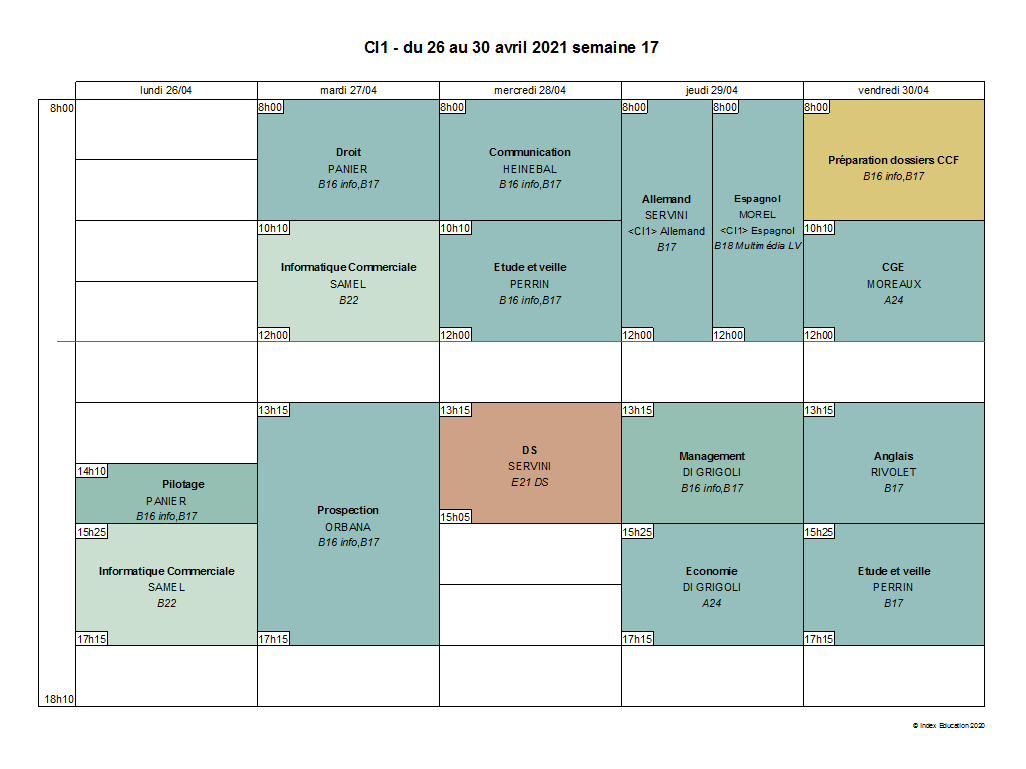 CI1 - du 26 au 30 avril 2021 semaine 17
lundi 26/04
mardi 27/04
mercredi 28/04
jeudi 29/04
vendredi 30/04
8h00
18h10
14h10
Pilotage
PANIER
B16 info,B17
15h25
Informatique Commerciale
SAMEL
B22
17h15
8h00
Droit
PANIER
B16 info,B17
10h10
Informatique Commerciale
SAMEL
B22
12h00
13h15
Prospection
ORBANA
B16 info,B17
17h15
8h00
Communication
HEINEBAL
B16 info,B17
10h10
Etude et veille
PERRIN
B16 info,B17
12h00
13h15
DS
SERVINI
E21 DS
15h05
8h00
Allemand
SERVINI
<CI1> Allemand
B17
12h00
8h00
Espagnol
MOREL
<CI1> Espagnol
B18 Multimédia LV
12h00
13h15
Management
DI GRIGOLI
B16 info,B17
15h25
Economie
DI GRIGOLI
A24
17h15
8h00
Préparation dossiers CCF
B16 info,B17
10h10
CGE
MOREAUX
A24
12h00
13h15
Anglais
RIVOLET
B17
15h25
Etude et veille
PERRIN
B17
17h15
© Index Education 2020